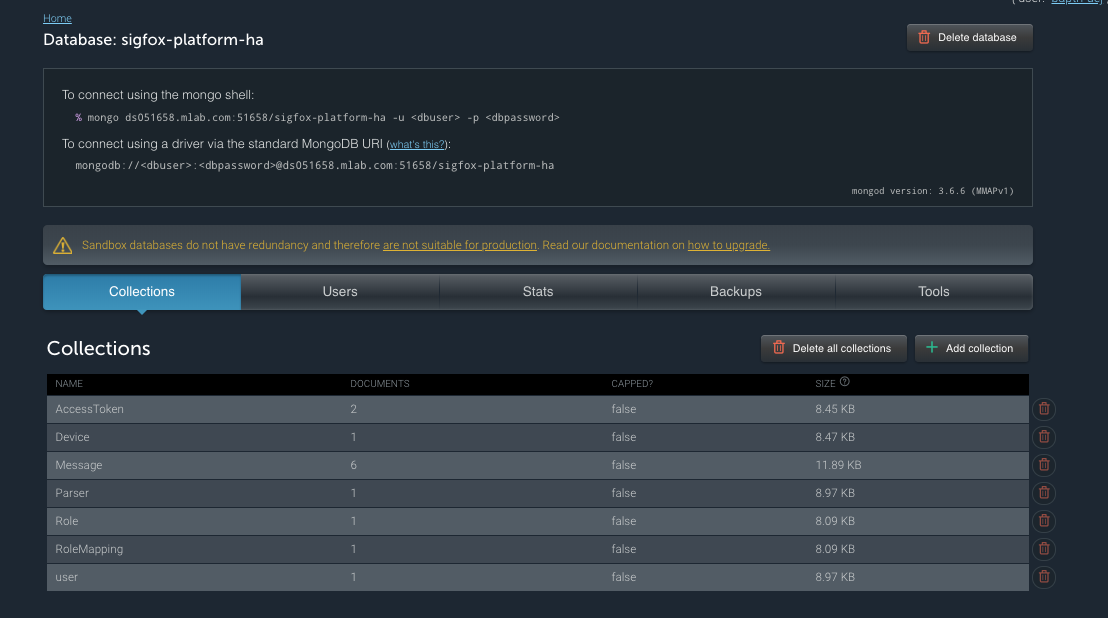 Home
Database: sigfox-platform-ha
Delete database
To connect using the mongo shell:
% mongo ds051658.mlab.com:51658/sigfox-platform-ha -u <dbuser> -p <dbpassword>
To connect using a driver via the standard MongoDB URI (what's this?):
mongodb://<dbuser>:<dbpassword>@ds051658.mlab.com:51658/sigfox-platform-ha
mongod version: 3.6.6 (MMAPv1)
Sandbox databases do not have redundancy and therefore are not suitable for production. Read our documentation on how to upgrade.
Collections Users Stats Backups Tools
Collections
Delete all collections
Add collection
NAME DOCUMENTS CAPPED? SIZE ?
AccessToken 2 false 8.45 KB
Device 1 false 8.47 KB
Message 6 false 11.89 KB
Parser 1 false 8.97 KB
Role 1 false 8.09 KB
RoleMapping 1 false 8.09 KB
user 1 false 8.97 KB